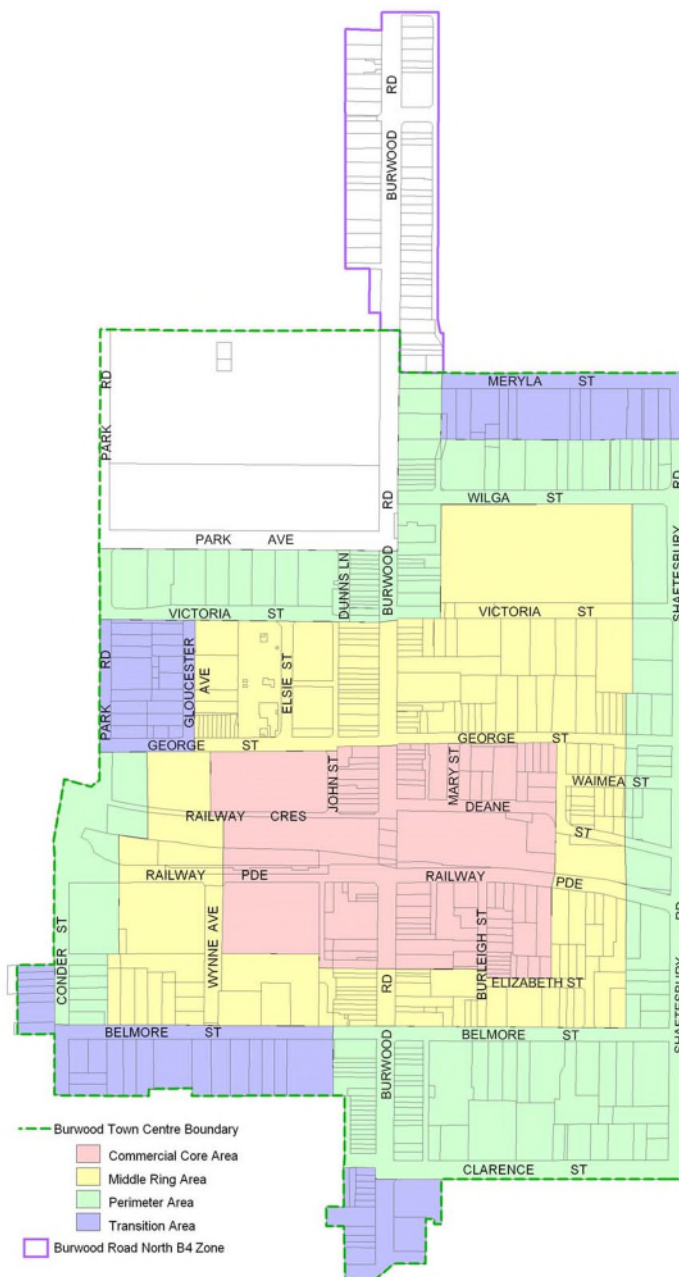 RD
BURWOOD
MERYLA ST
RD
PARK
RD
WILGA ST
RD
PARK AVE
DUNNS LN
BURWOOD
SHAFTESBURY
VICTORIA ST
VICTORIA ST
RD
PARK
GLOUCESTER
AVE
ELSIE ST
GEORGE ST
GEORGE ST
JOHN ST
MARY ST
WAIMEA ST
RAILWAY CRES
DEANE
ST
RAILWAY PDE
RAILWAY PDE
CONDER ST
WYNNE AVE
BURLEIGH ST
RD
RD
ELIZABETH ST
SHAFTESBURY
BELMORE ST
BELMORE ST
BURWOOD
CLARENCE ST
Burwood Town Centre Boundary
Commercial Core Area
Middle Ring Area
Perimeter Area
Transition Area
Burwood Road North B4 Zone